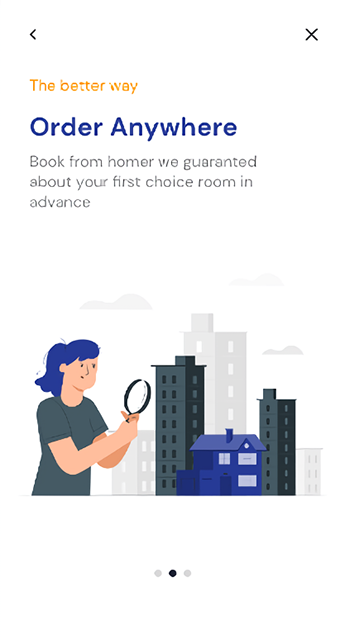 The better way
Order Anywhere
Book from homer we guaranted
about your first choice room in
advance